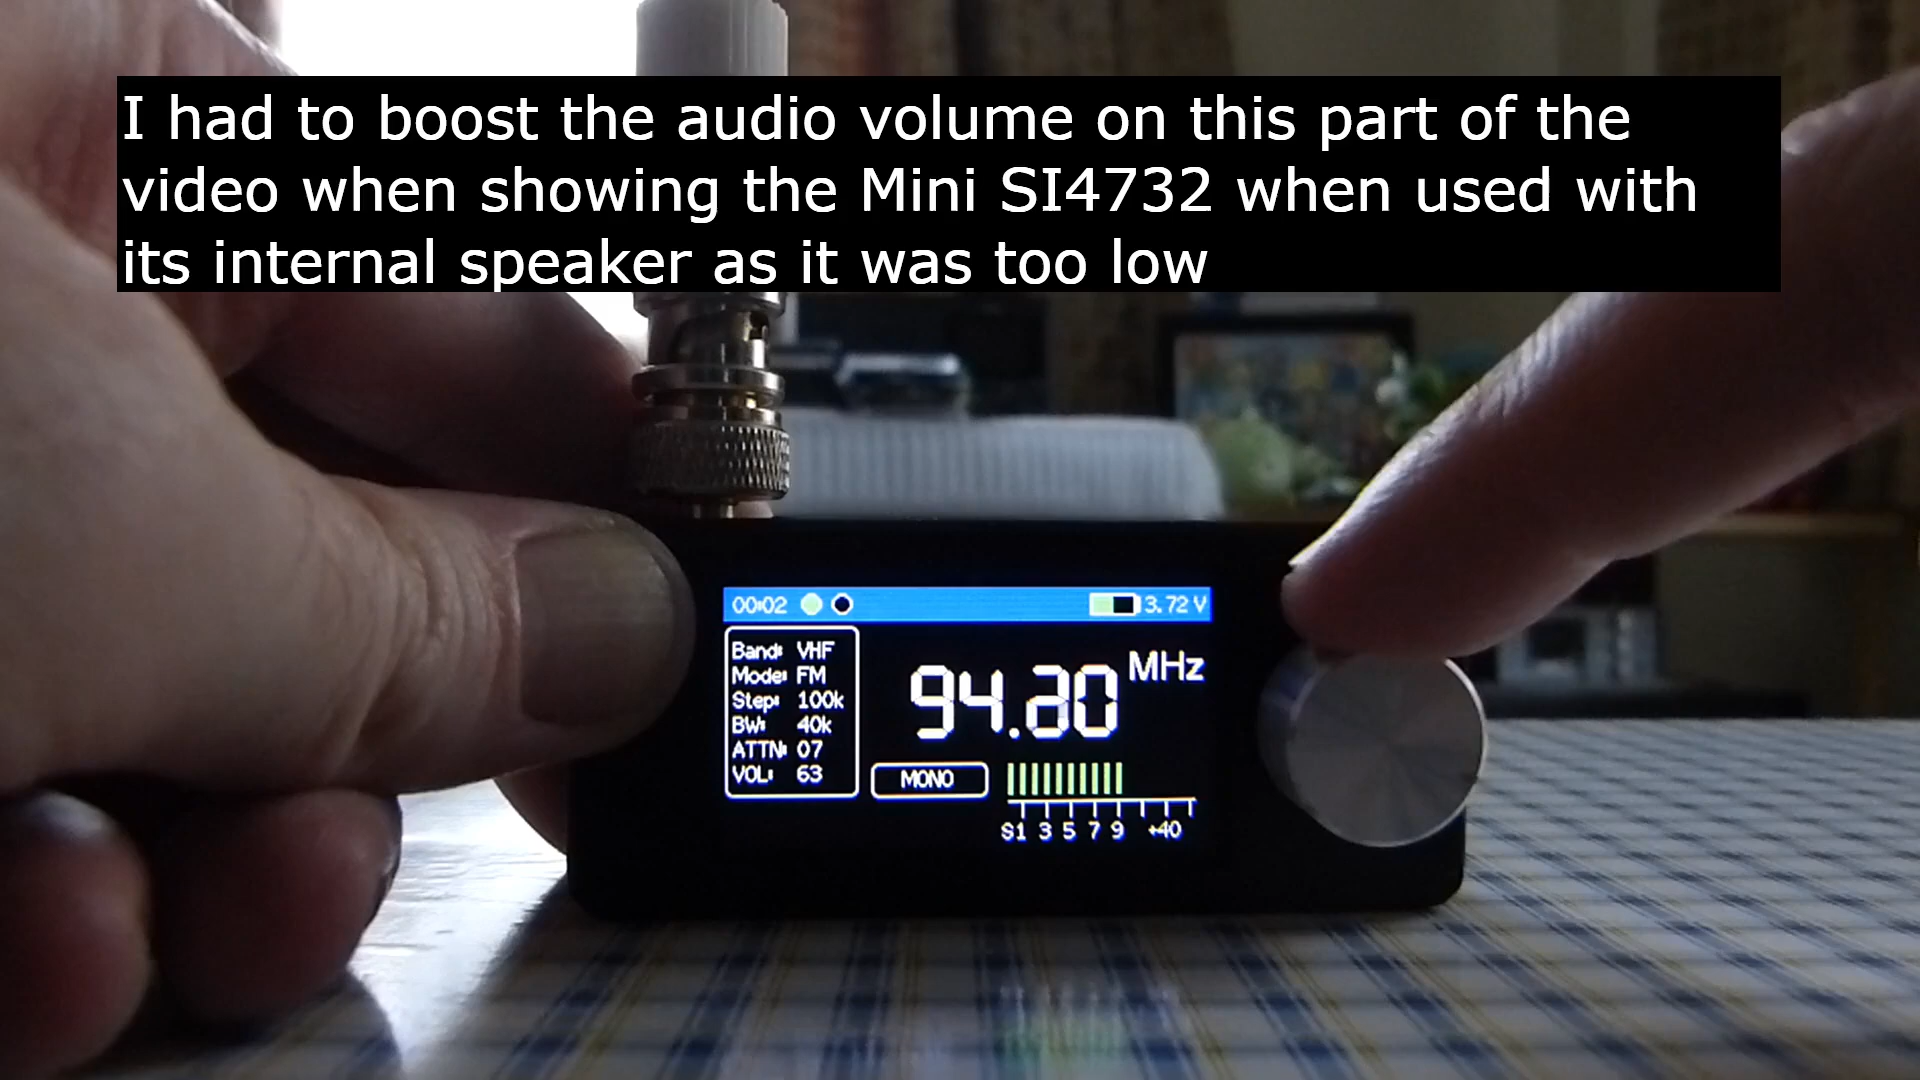 I had to boost the audio volume on this part of the
video when showing the Mini SI4732 when used with
its internal speaker as it was too low
00:02 3.72 V
Band: VHF
Mode: FM
Step: 100k
BW: 40k
ATTN: 07
VOL: 63
MHz
MONO
S1 3 5 7 9 +40